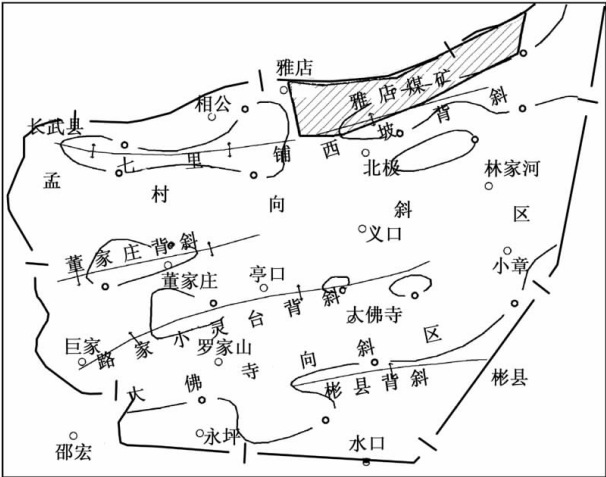 雅店
相公
雅店煤矿
长武县
七里铺西坡背斜
北极
林家河
孟村向斜区
义口
董家庄背斜
董家庄
亭口
小章
路家小灵台背斜
大佛寺
巨家
罗家山
大佛寺向斜区
彬县背斜
彬县
永坪
水口
邵宏